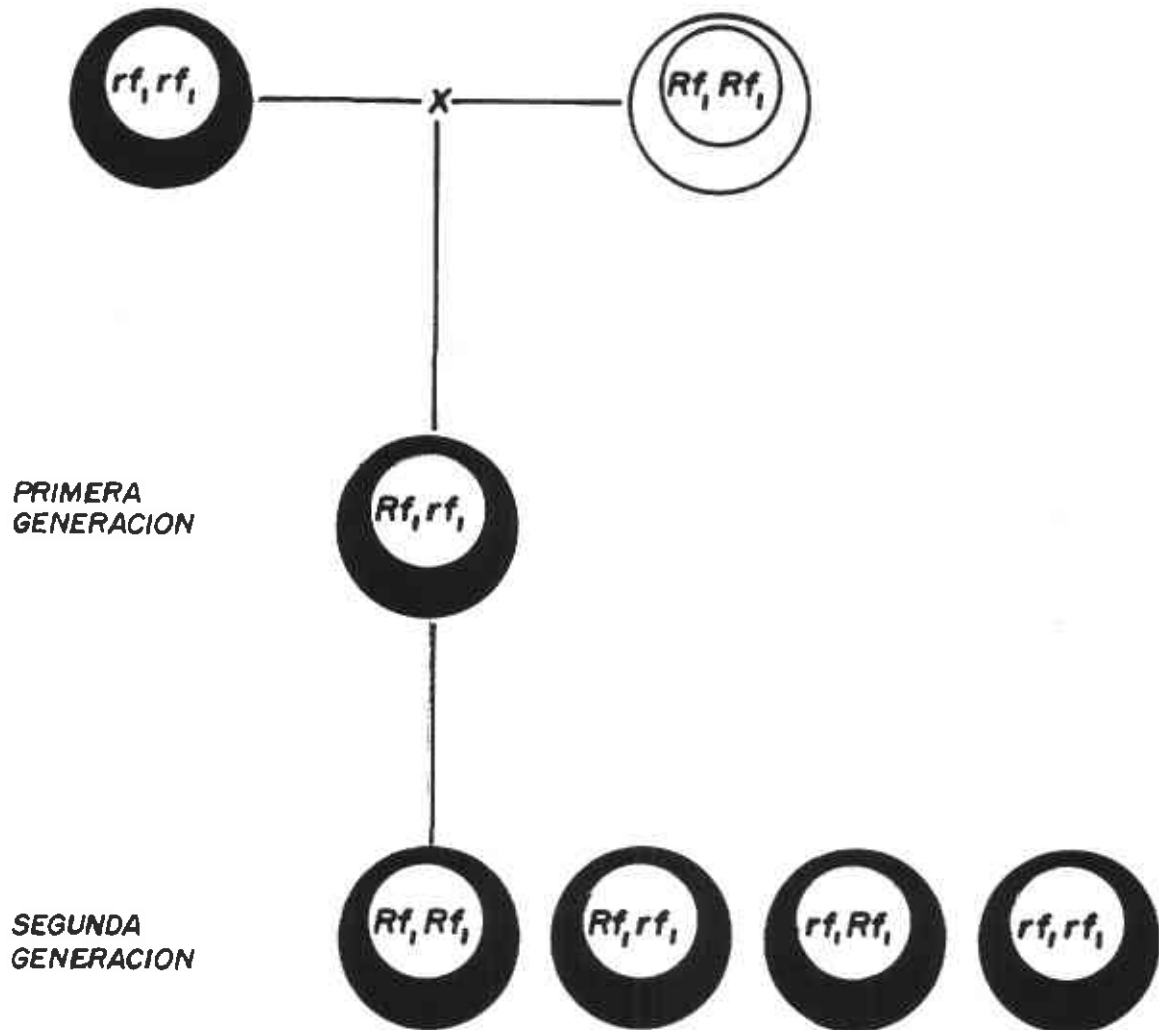 rf₁ rf₁
X
Rf₁ Rf₁
PRIMERA
GENERACION
Rf₁ rf₁
SEGUNDA
GENERACION
Rf₁ Rf₁
Rf₁ rf₁
rf₁ Rf₁
rf₁ rf₁